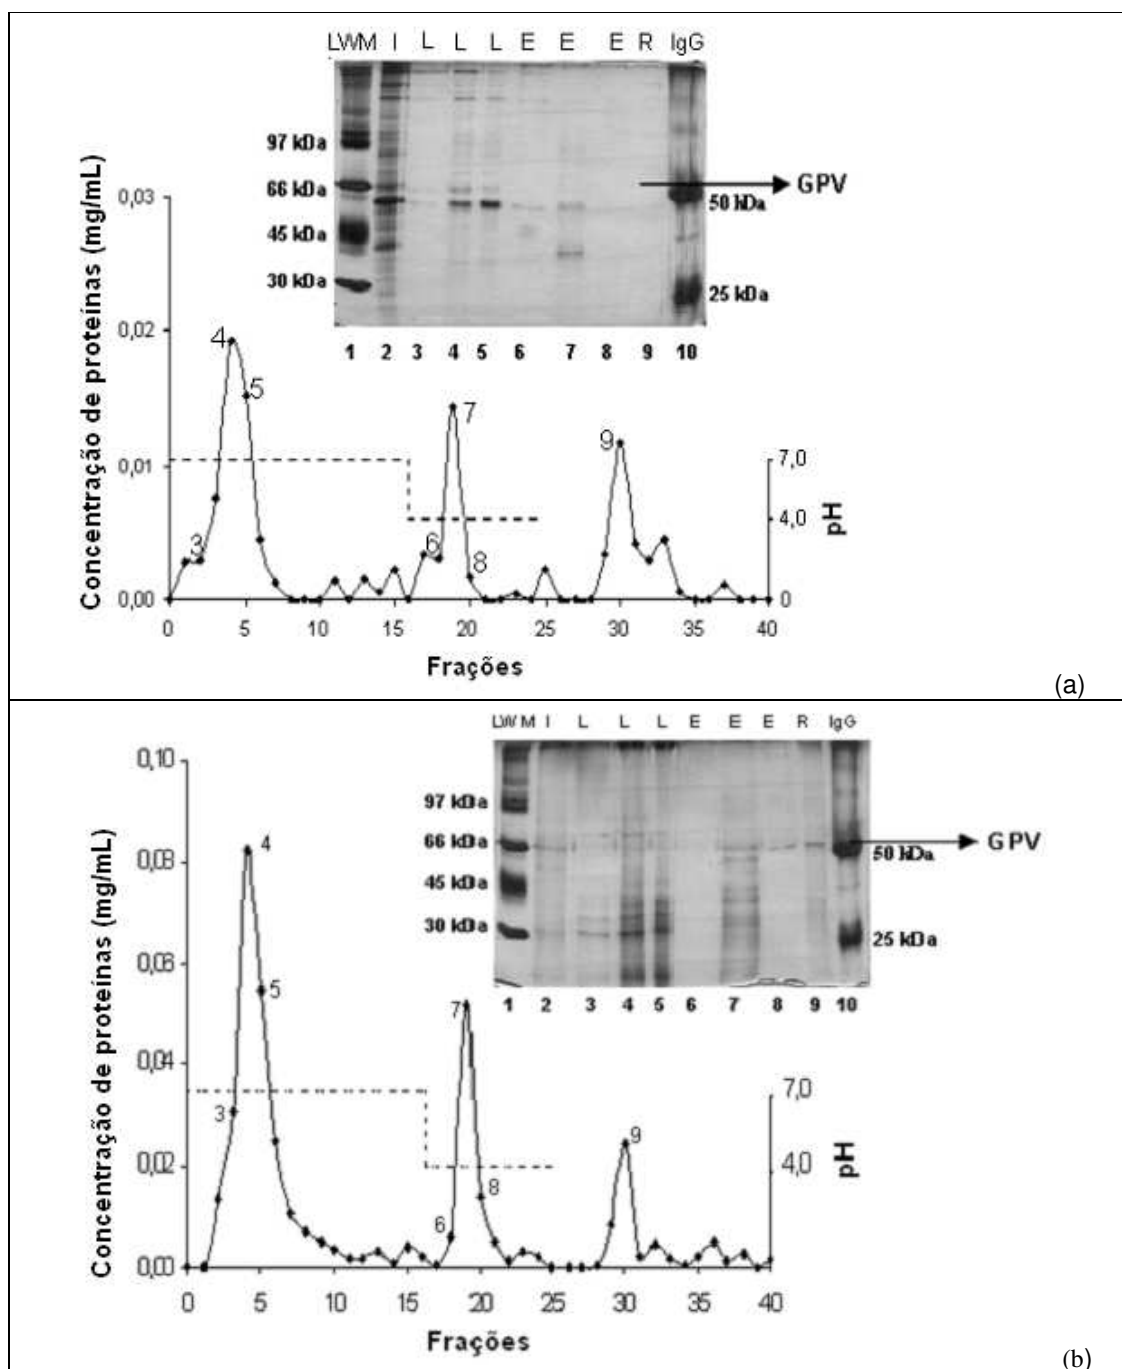 LWM I L L L E E E R IgG
97 kDa
66 kDa
GPV
50 kDa
45 kDa
30 kDa
25 kDa
1 2 3 4 5 6 7 8 9 10
Concentração de proteínas (mg/mL)
0,03
0,02
0,01
0,00
4
5
3
7
6
8
9
7,0
4,0
0
pH
0 5 10 15 20 25 30 35 40
Frações
(a)
LWM I L L L E E E R IgG
97 kDa
66 kDa
GPV
50 kDa
45 kDa
30 kDa
25 kDa
1 2 3 4 5 6 7 8 9 10
Concentração de proteínas (mg/mL)
0,10
0,08
0,06
0,04
0,02
0,00
4
5
3
7
8
6
9
7,0
4,0
pH
0 5 10 15 20 25 30 35 40
Frações
(b)